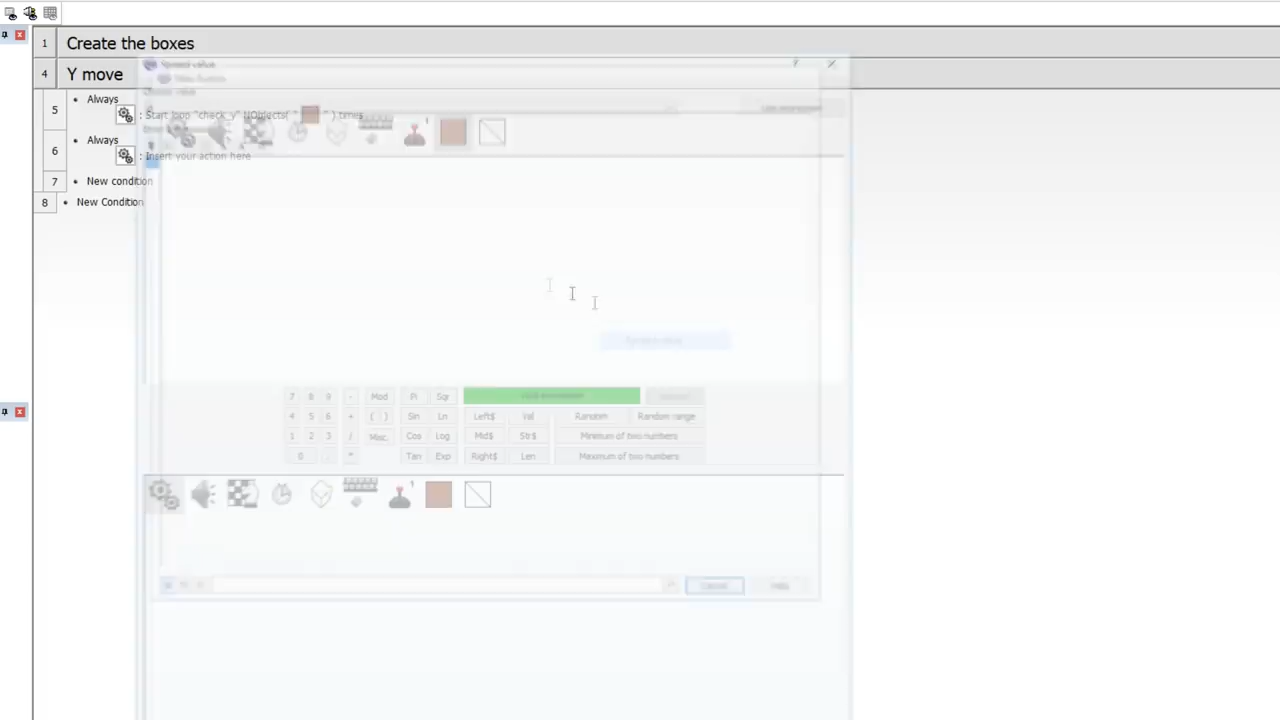 1 Create the boxes
4 Y move
5 • Always
: Start loop "check_y" NObjects( " " ) times
6 • Always
: Insert your action here
7 • New condition
8 • New Condition
7 8 9 - Mod Pi Sqr
4 5 6 + ( ) Sin Ln Left$ Val Random Random range
1 2 3 / Misc. Cos Log Mid$ Str$ Minimum of two numbers
0 . * Tan Exp Right$ Len Maximum of two numbers
Cancel Help